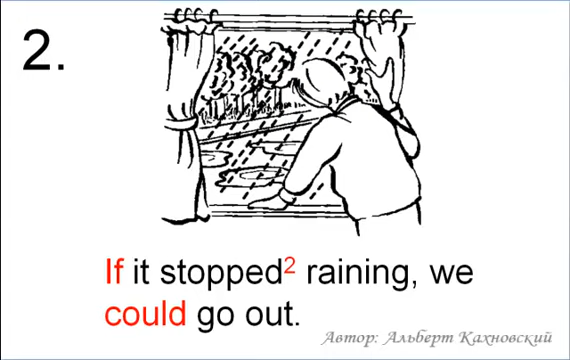 2.
If it stopped² raining, we
could go out.
Автор: Альберт Кахновский